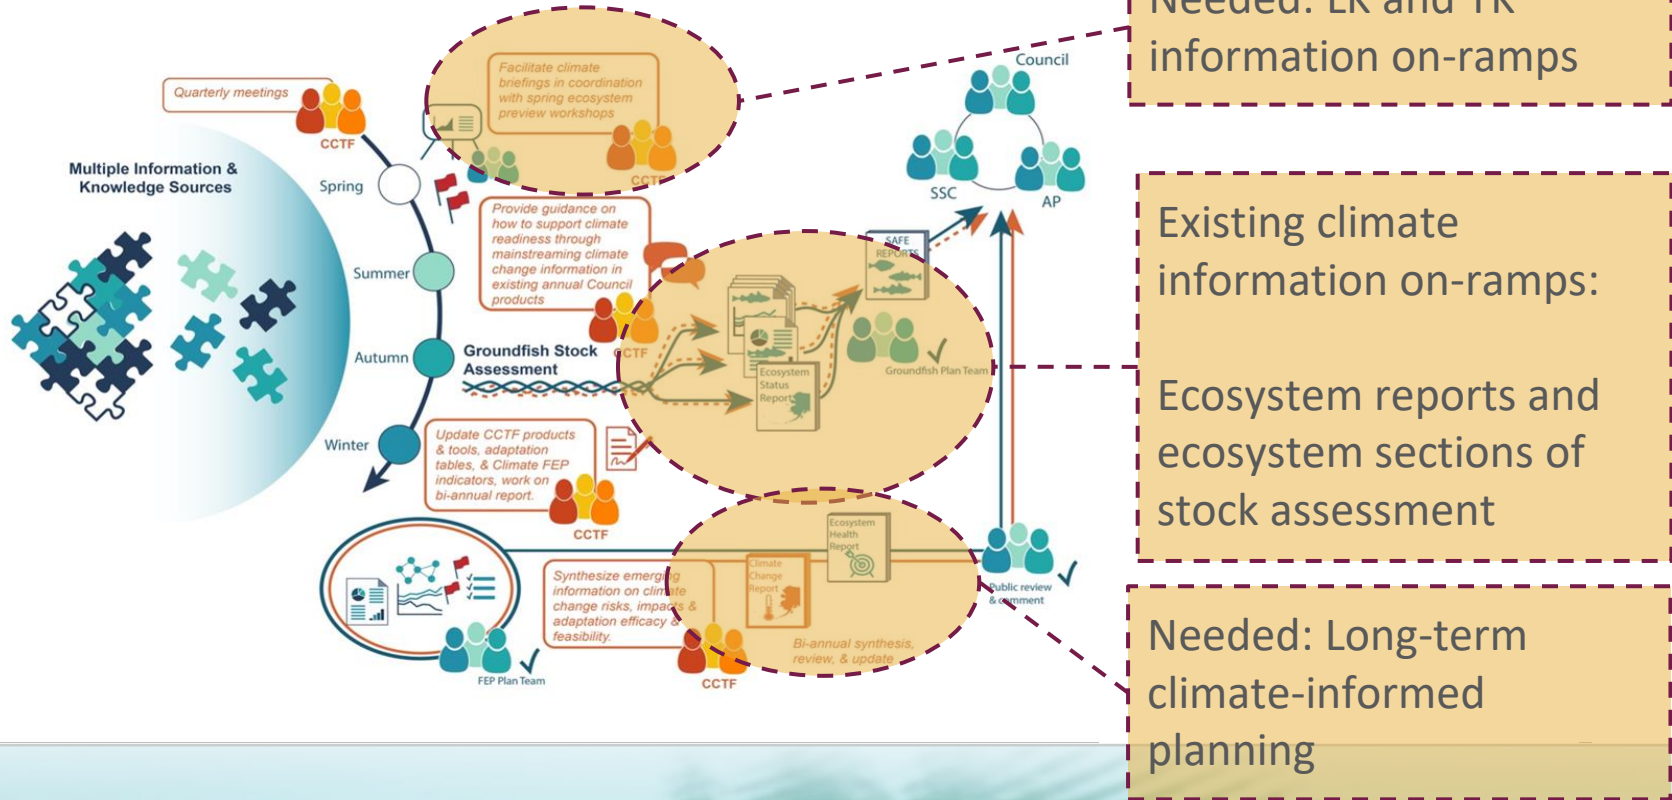 Needed: LK and TK
information on-ramps
Quarterly meetings
CCTF
Facilitate climate
briefings in coordination
with spring ecosystem
preview workshops
CCTF
Council
SSC
AP
Multiple Information &
Knowledge Sources
Spring
Summer
Autumn
Winter
Provide guidance on
how to support climate
readiness through
mainstreaming climate
change information in
existing annual Council
products
CCTF
SAFE
REPORTS
Groundfish Stock
Assessment
Ecosystem
Status
Report
Groundfish Plan Team
Existing climate
information on-ramps:
Ecosystem reports and
ecosystem sections of
stock assessment
Update CCTF products
& tools, adaptation
tables, & Climate FEP
indicators, work on
bi-annual report.
CCTF
Ecosystem
Health
Report
Climate
Change
Report
Synthesize emerging
information on climate
change risks, impacts &
adaptation efficacy &
feasibility.
CCTF
FEP Plan Team
Bi-annual synthesis,
review, & update
Public review
& comment
Needed: Long-term
climate-informed
planning